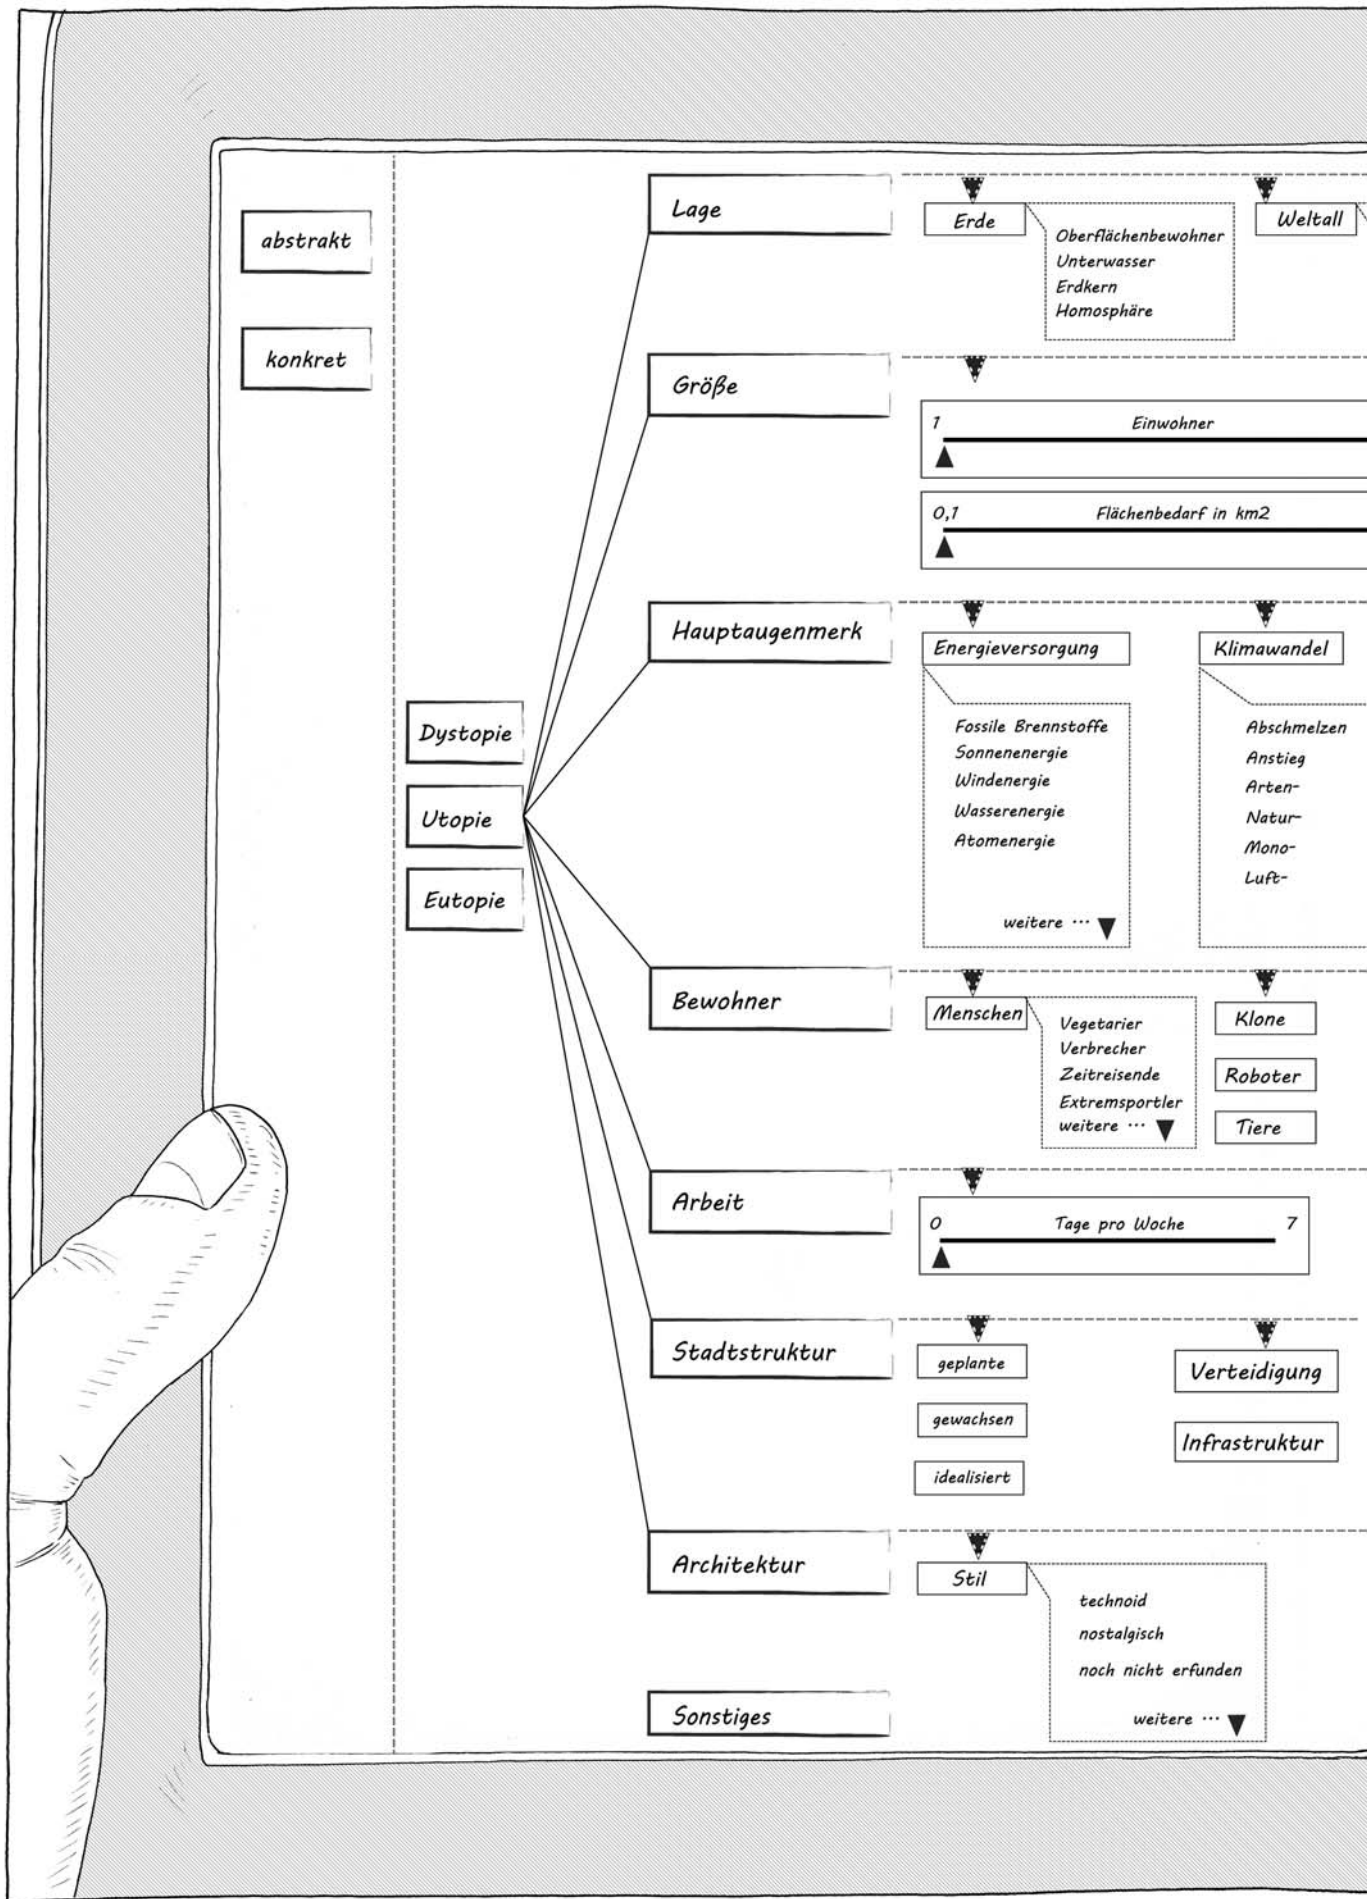 abstrakt
konkret
Dystopie
Utopie
Eutopie
Lage
Erde
Oberflächenbewohner
Unterwasser
Erdkern
Homosphäre
Weltall
Größe
1 Einwohner
0,1 Flächenbedarf in km2
Hauptaugenmerk
Energieversorgung
Fossile Brennstoffe
Sonnenenergie
Windenergie
Wasserenergie
Atomenergie
weitere ...
Klimawandel
Abschmelzen
Anstieg
Arten-
Natur-
Mono-
Luft-
Bewohner
Menschen
Vegetarier
Verbrecher
Zeitreisende
Extremsportler
weitere ...
Klone
Roboter
Tiere
Arbeit
0 Tage pro Woche 7
Stadtstruktur
geplante
gewachsen
idealisiert
Verteidigung
Infrastruktur
Architektur
Stil
technoid
nostalgisch
noch nicht erfunden
weitere ...
Sonstiges